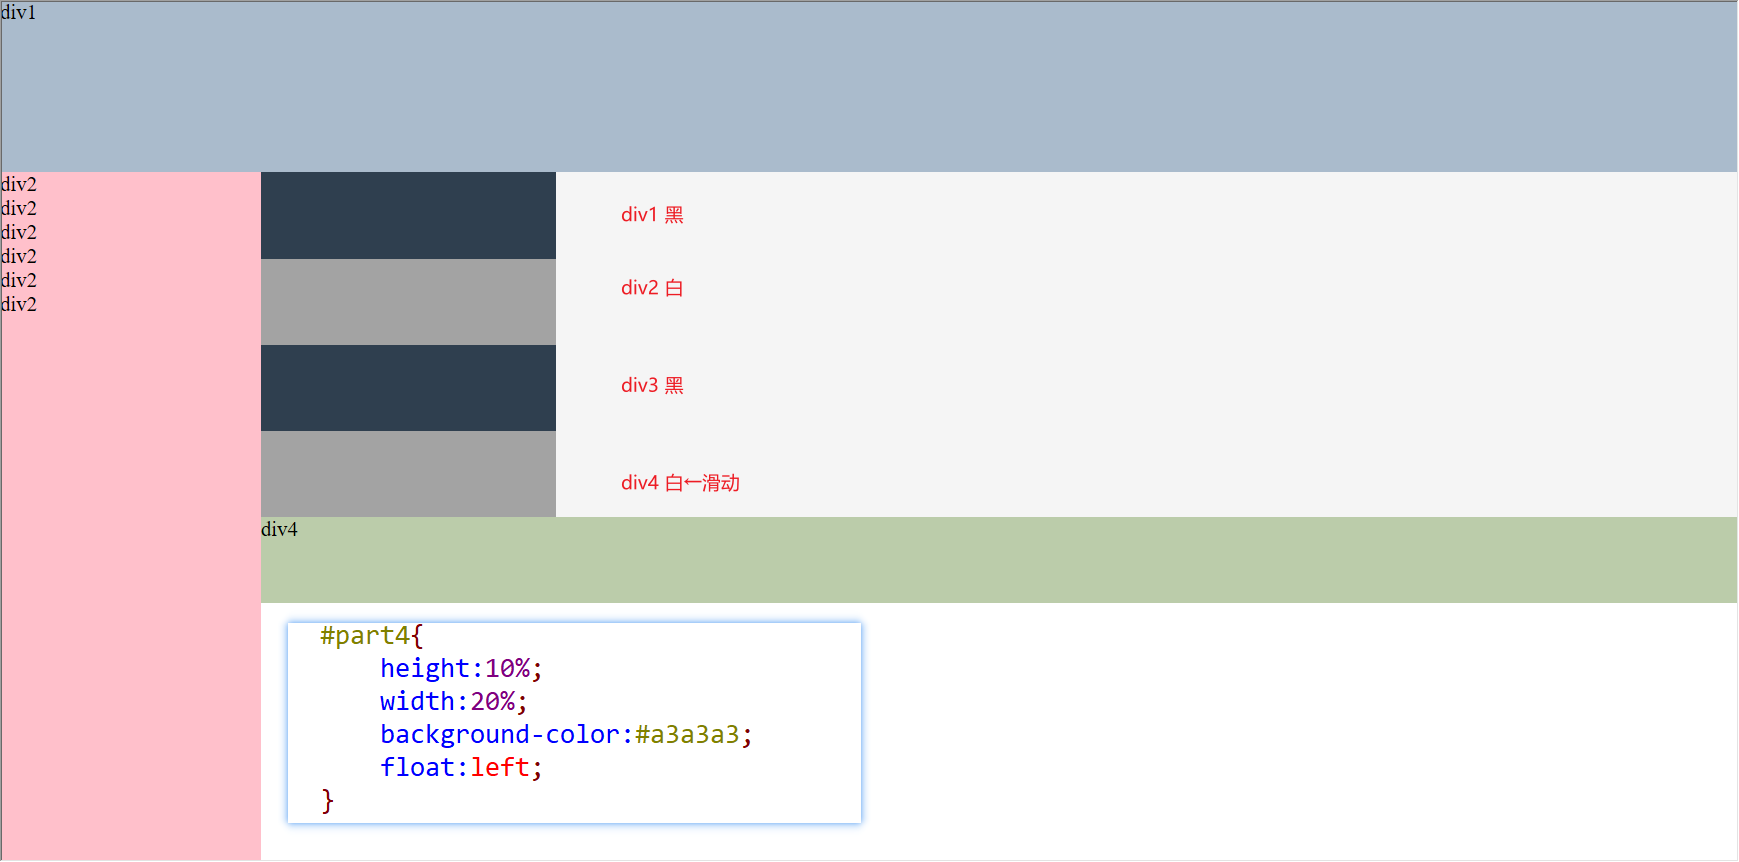 div1
div2
div2
div2
div2
div2
div2
div1 黑
div2 白
div3 黑
div4 白←滑动
div4
#part4{
height:10%;
width:20%;
background-color:#a3a3a3;
float:left;
}